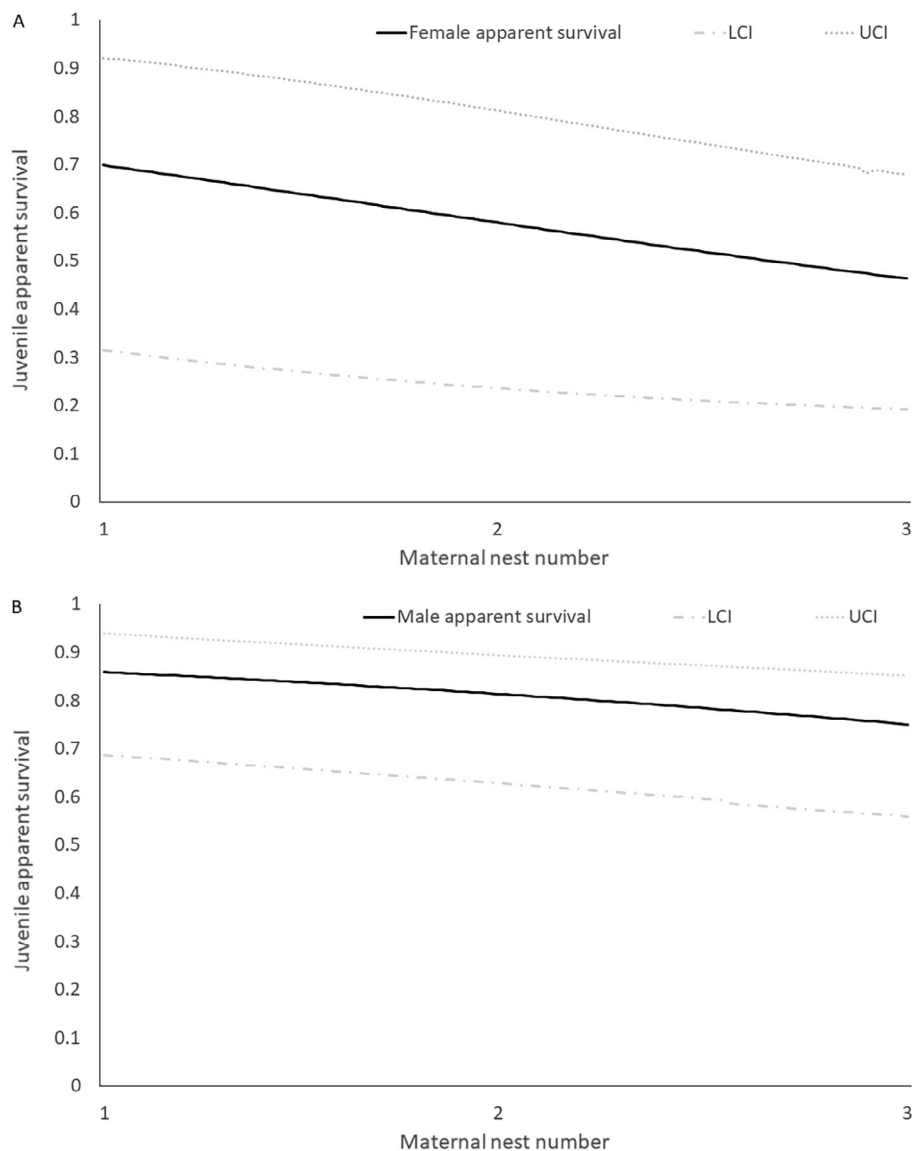 A
Female apparent survival LCI UCI
1
0.9
0.8
0.7
0.6
0.5
0.4
0.3
0.2
0.1
0
Juvenile apparent survival
1 2 3
Maternal nest number
B
Male apparent survival LCI UCI
1
0.9
0.8
0.7
0.6
0.5
0.4
0.3
0.2
0.1
0
Juvenile apparent survival
1 2 3
Maternal nest number